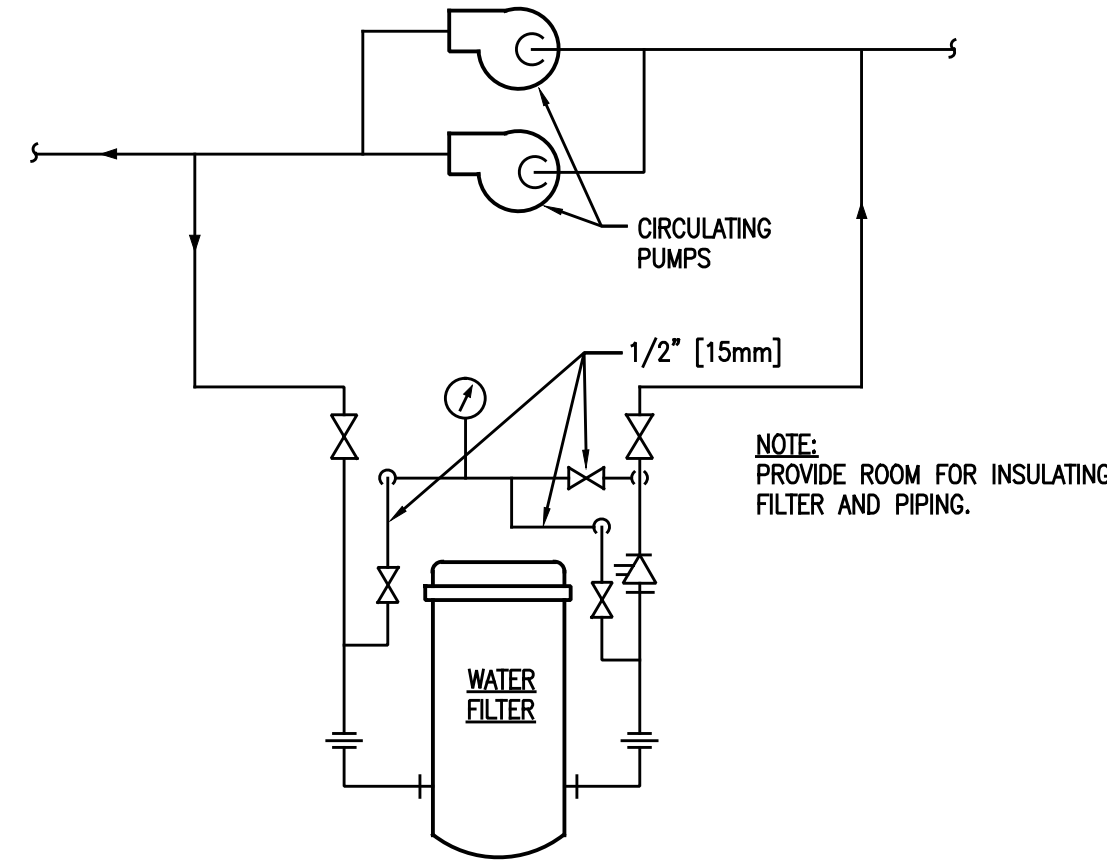 CIRCULATING
PUMPS
1/2" [15mm]
NOTE:
PROVIDE ROOM FOR INSULATING
FILTER AND PIPING.
WATER
FILTER